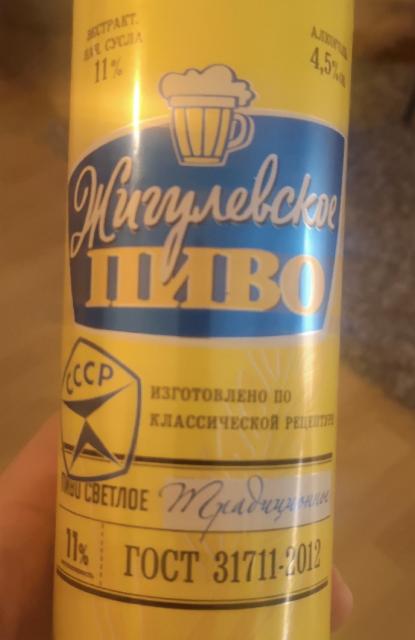 ЭКСТРАКТ.
НАЧ. СУСЛА
11%
АЛКОГОЛЬ
4,5%
Жигулевское
ПИВО
СССР
ИЗГОТОВЛЕНО ПО
КЛАССИЧЕСКОЙ РЕЦЕПТУРЕ
ПИВО СВЕТЛОЕ Традиционное
11% ГОСТ 31711-2012